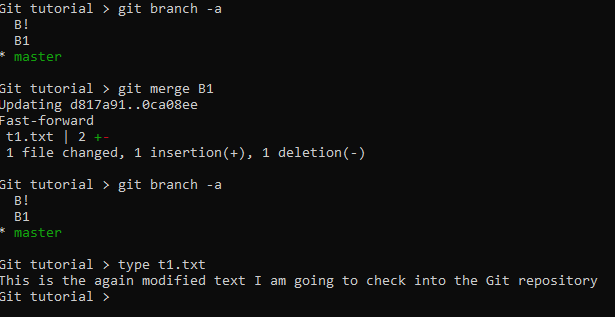 Git tutorial > git branch -a
  B!
  B1
* master
Git tutorial > git merge B1
Updating d817a91..0ca08ee
Fast-forward
 t1.txt | 2 +-
 1 file changed, 1 insertion(+), 1 deletion(-)
Git tutorial > git branch -a
  B!
  B1
* master
Git tutorial > type t1.txt
This is the again modified text I am going to check into the Git repository
Git tutorial >